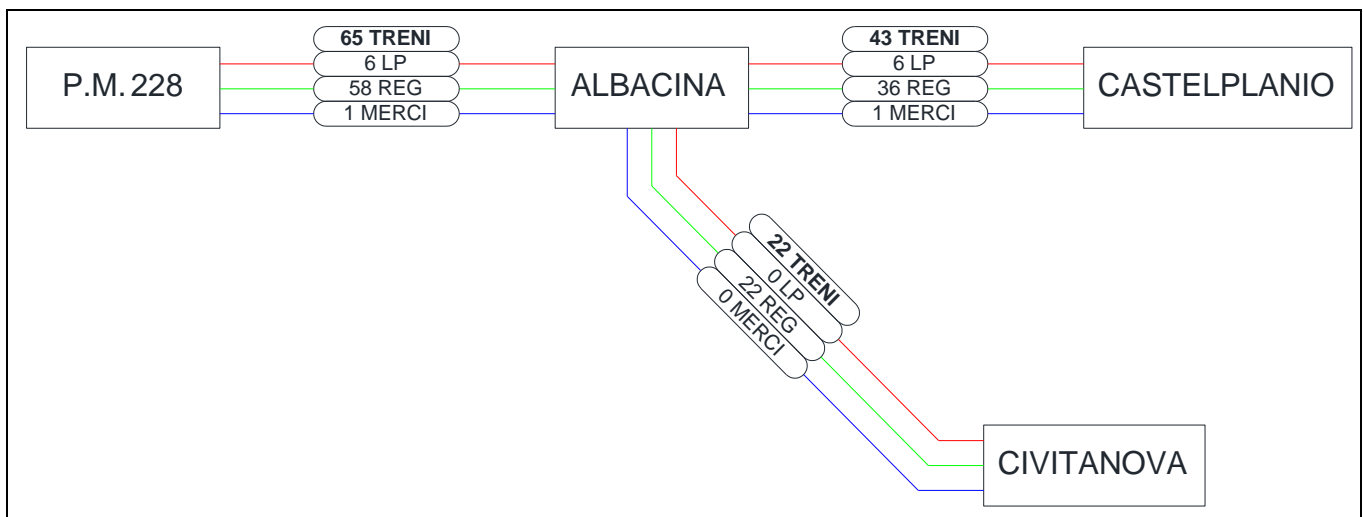 65 TRENI
6 LP
58 REG
1 MERCI
43 TRENI
6 LP
36 REG
1 MERCI
P.M. 228
ALBACINA
CASTELPLANIO
22 TRENI
0 LP
22 REG
0 MERCI
CIVITANOVA